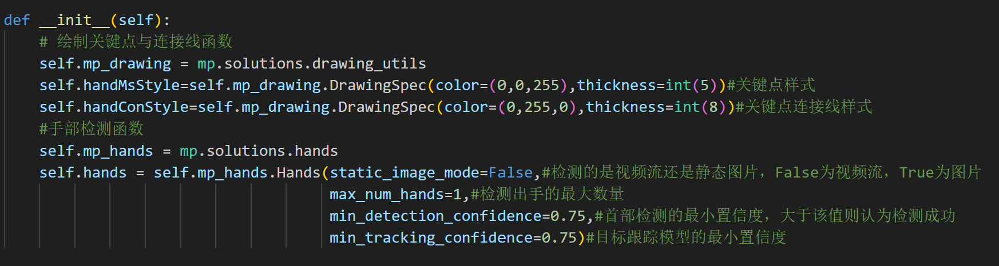 def __init__(self):
# 绘制关键点与连接线函数
self.mp_drawing = mp.solutions.drawing_utils
self.handMsStyle=self.mp_drawing.DrawingSpec(color=(0,0,255),thickness=int(5))#关键点样式
self.handConStyle=self.mp_drawing.DrawingSpec(color=(0,255,0),thickness=int(8))#关键点连接线样式
#手部检测函数
self.mp_hands = mp.solutions.hands
self.hands = self.mp_hands.Hands(static_image_mode=False,#检测的是视频流还是静态图片，False为视频流，True为图片
max_num_hands=1,#检测出手的最大数量
min_detection_confidence=0.75,#首部检测的最小置信度，大于该值则认为检测成功
min_tracking_confidence=0.75)#目标跟踪模型的最小置信度